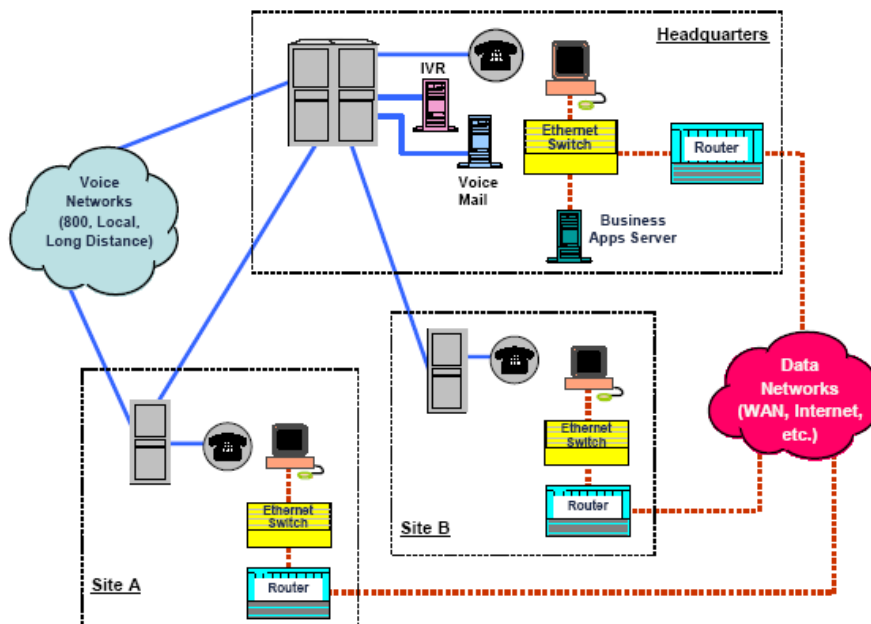 Headquarters
IVR
Ethernet
Switch
Router
Voice
Mail
Business
Apps Server
Voice
Networks
(800, Local,
Long Distance)
Data
Networks
(WAN, Internet,
etc.)
Ethernet
Switch
Router
Site B
Ethernet
Switch
Router
Site A